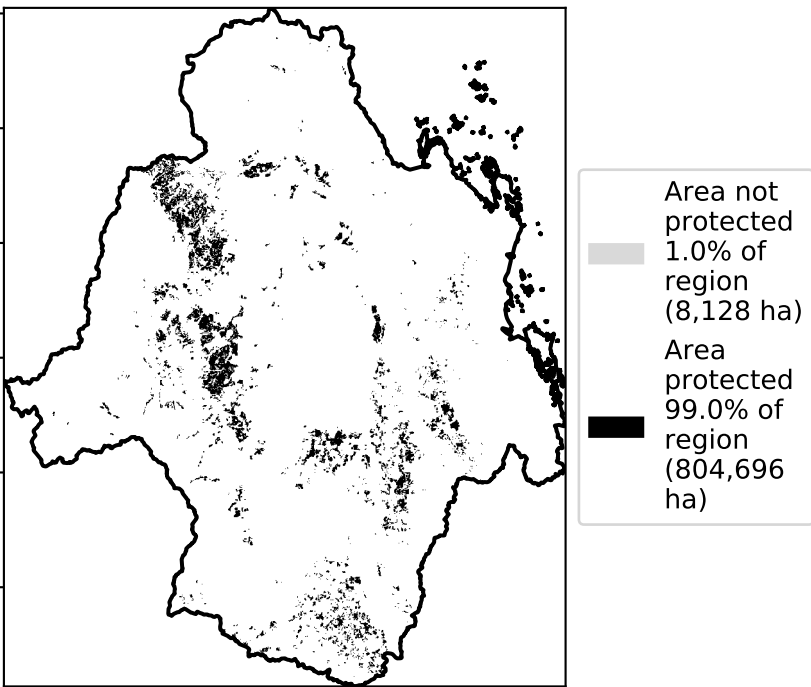 Area not
protected
1.0% of
region
(8,128 ha)
Area
protected
99.0% of
region
(804,696
ha)